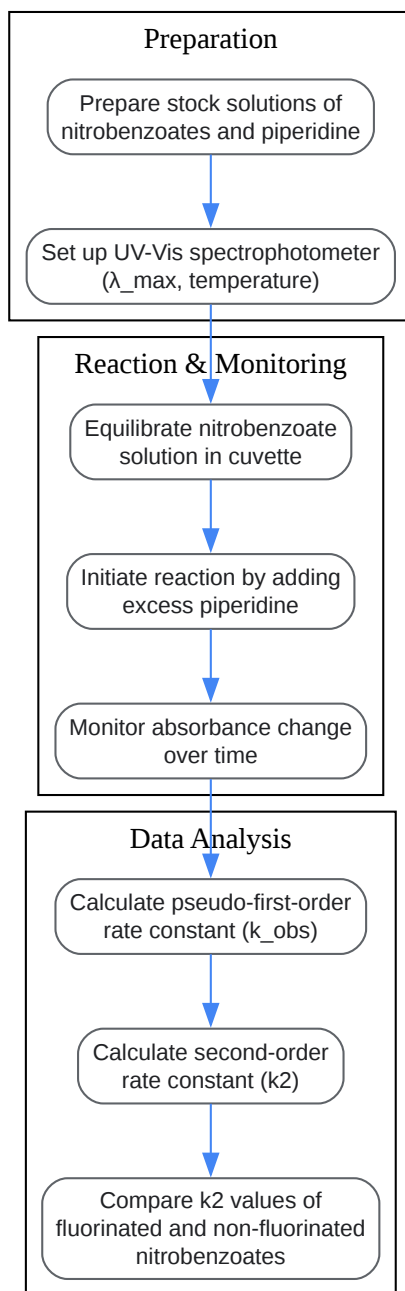 Preparation
Prepare stock solutions of
nitrobenzoates and piperidine
Set up UV-Vis spectrophotometer
(λ_max, temperature)
Reaction & Monitoring
Equilibrate nitrobenzoate
solution in cuvette
Initiate reaction by adding
excess piperidine
Monitor absorbance change
over time
Data Analysis
Calculate pseudo-first-order
rate constant (k_obs)
Calculate second-order
rate constant (k2)
Compare k2 values of
fluorinated and non-fluorinated
nitrobenzoates